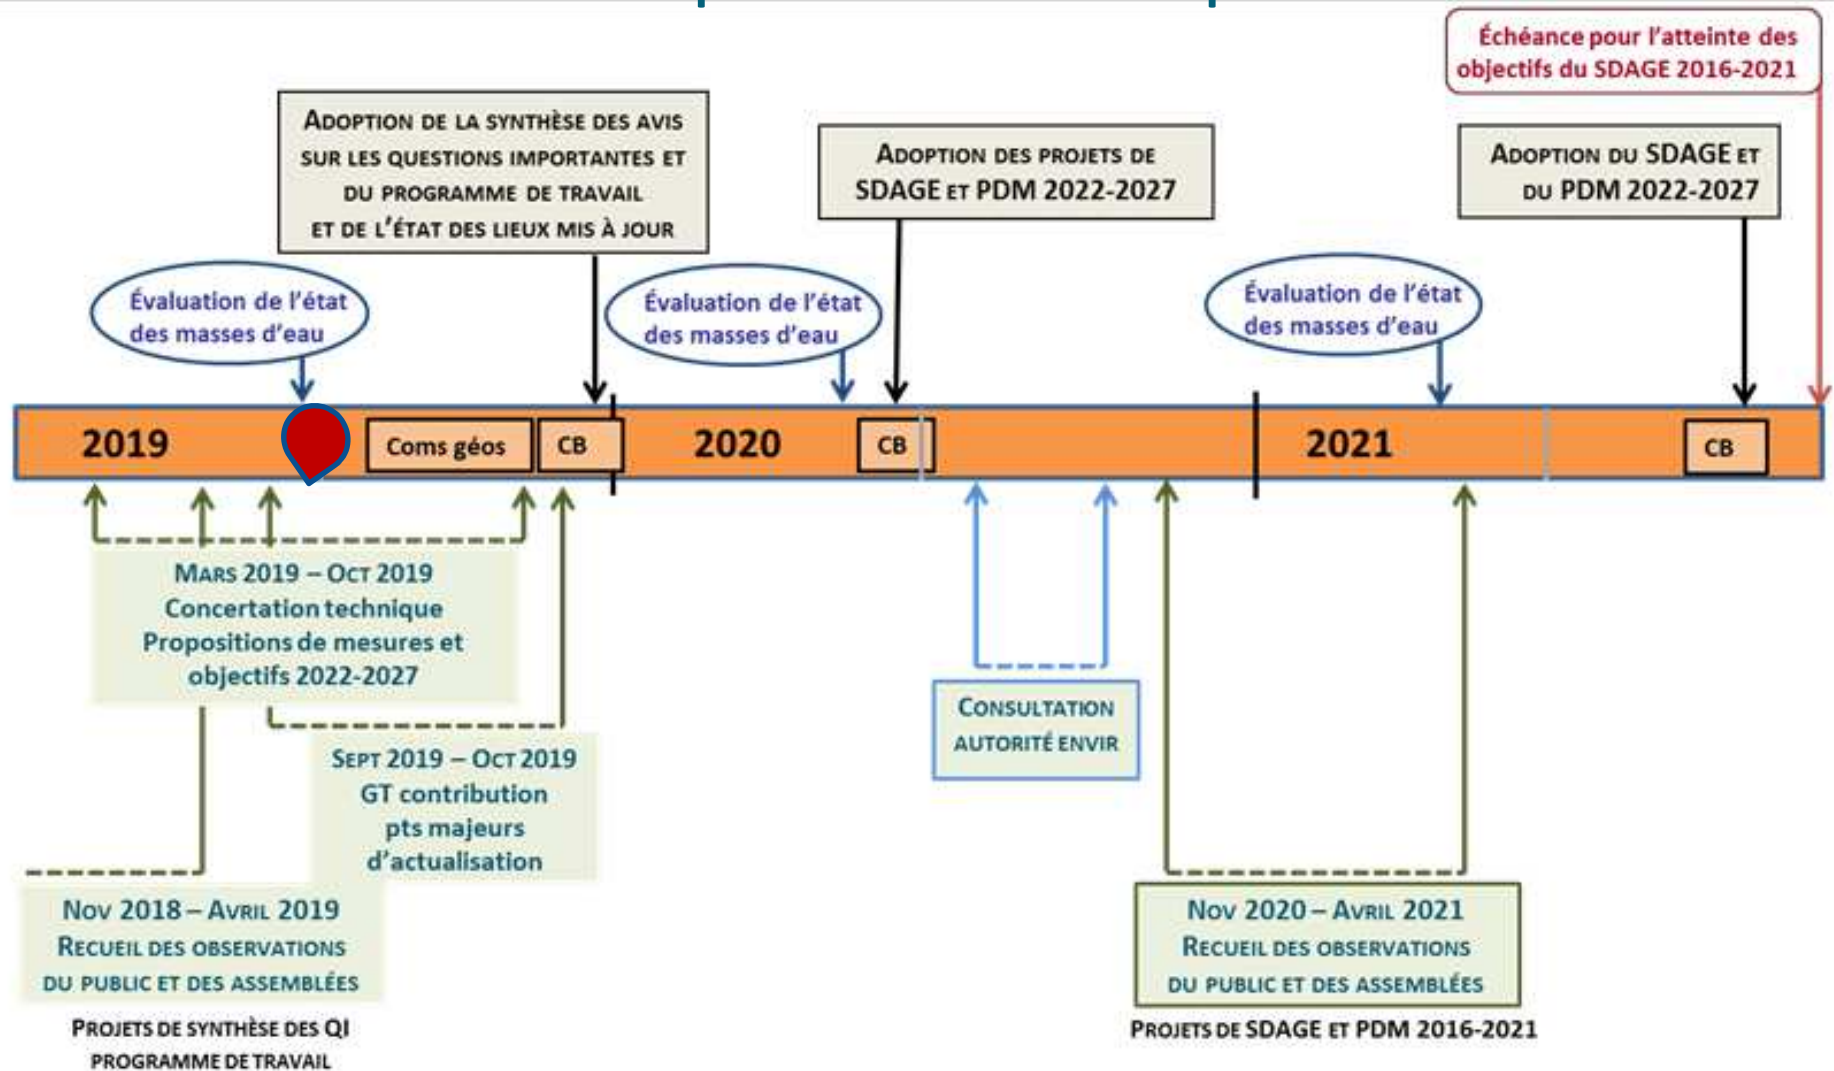 Échéance pour l'atteinte des
objectifs du SDAGE 2016-2021
ADOPTION DE LA SYNTHÈSE DES AVIS
SUR LES QUESTIONS IMPORTANTES ET
DU PROGRAMME DE TRAVAIL
ET DE L'ÉTAT DES LIEUX MIS À JOUR
ADOPTION DES PROJETS DE
SDAGE ET PDM 2022-2027
ADOPTION DU SDAGE ET
DU PDM 2022-2027
Évaluation de l'état
des masses d'eau
Évaluation de l'état
des masses d'eau
Évaluation de l'état
des masses d'eau
2019
Coms géos
CB
2020
CB
2021
CB
MARS 2019 – OCT 2019
Concertation technique
Propositions de mesures et
objectifs 2022-2027
SEPT 2019 – OCT 2019
GT contribution
pts majeurs
d'actualisation
NOV 2018 – AVRIL 2019
RECUEIL DES OBSERVATIONS
DU PUBLIC ET DES ASSEMBLÉES
PROJETS DE SYNTHÈSE DES QI
PROGRAMME DE TRAVAIL
CONSULTATION
AUTORITÉ ENVIR
NOV 2020 – AVRIL 2021
RECUEIL DES OBSERVATIONS
DU PUBLIC ET DES ASSEMBLÉES
PROJETS DE SDAGE ET PDM 2016-2021